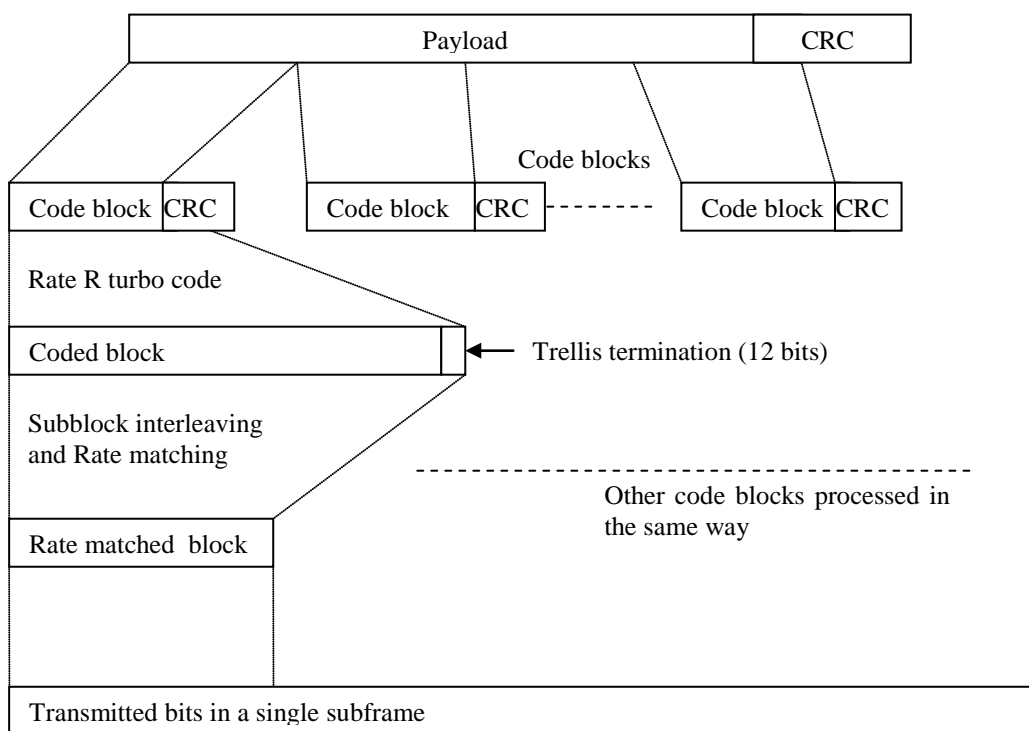 Payload CRC
Code blocks
Code block CRC Code block CRC Code block CRC
Rate R turbo code
Coded block
Trellis termination (12 bits)
Subblock interleaving
and Rate matching
Other code blocks processed in
the same way
Rate matched block
Transmitted bits in a single subframe